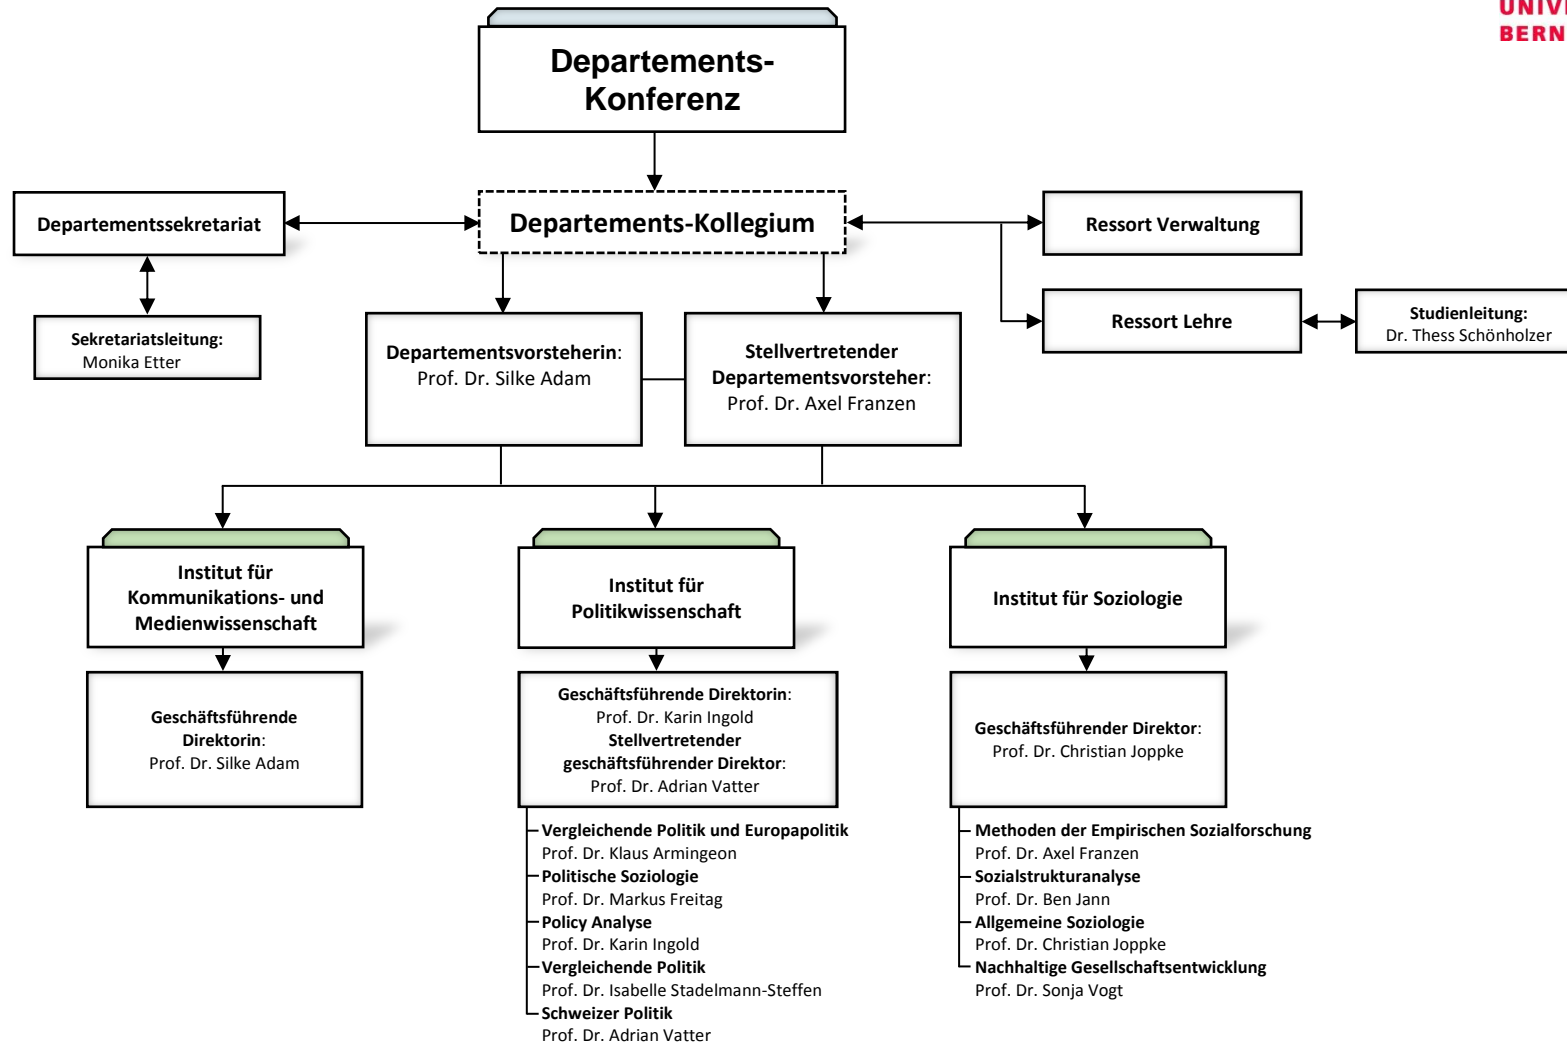 UNIVE
BERN
Departements-
Konferenz
Departementssekretariat
Departements-Kollegium
Ressort Verwaltung
Sekretariatsleitung:
Monika Etter
Departementsvorsteherin:
Prof. Dr. Silke Adam
Stellvertretender
Departementsvorsteher:
Prof. Dr. Axel Franzen
Ressort Lehre
Studienleitung:
Dr. Thess Schönholzer
Institut für
Kommunikations- und
Medienwissenschaft
Institut für
Politikwissenschaft
Institut für Soziologie
Geschäftsführende
Direktorin:
Prof. Dr. Silke Adam
Geschäftsführende Direktorin:
Prof. Dr. Karin Ingold
Stellvertretender
geschäftsführender Direktor:
Prof. Dr. Adrian Vatter
Geschäftsführender Direktor:
Prof. Dr. Christian Joppke
Vergleichende Politik und Europapolitik
Prof. Dr. Klaus Armingeon
Politische Soziologie
Prof. Dr. Markus Freitag
Policy Analyse
Prof. Dr. Karin Ingold
Vergleichende Politik
Prof. Dr. Isabelle Stadelmann-Steffen
Schweizer Politik
Prof. Dr. Adrian Vatter
Methoden der Empirischen Sozialforschung
Prof. Dr. Axel Franzen
Sozialstrukturanalyse
Prof. Dr. Ben Jann
Allgemeine Soziologie
Prof. Dr. Christian Joppke
Nachhaltige Gesellschaftsentwicklung
Prof. Dr. Sonja Vogt